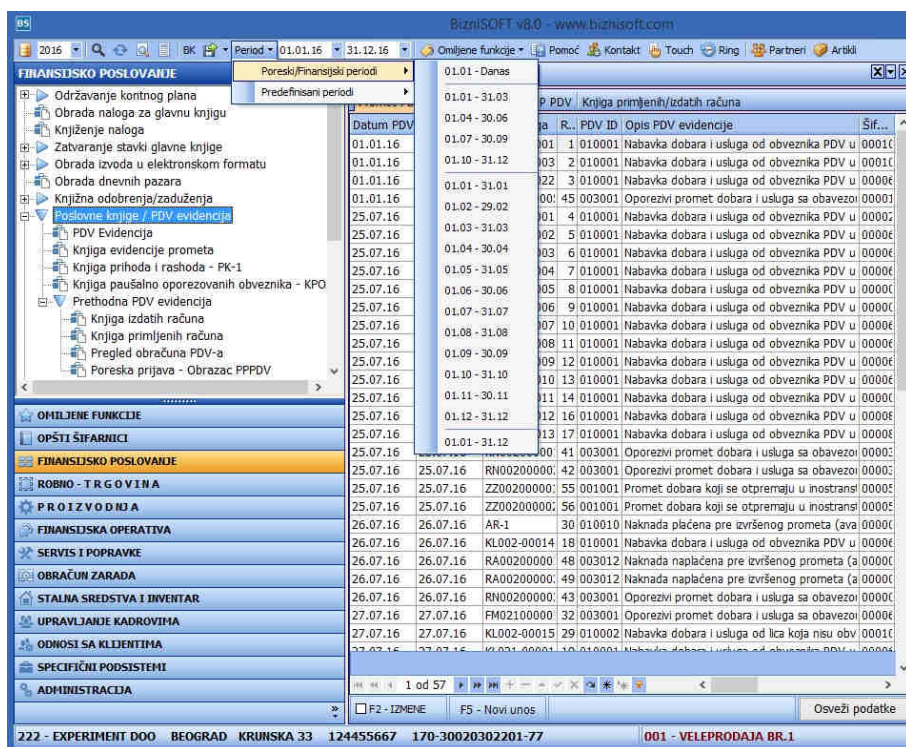 BS BizniSOFT v8.0 - www.biznisoft.com
2016 BK Period 01.01.16 31.12.16 Omiljene funkcije Pomoć Kontakt Touch Ring Partneri Artikli
FINANSIJSKO POSLOVANJE
Održavanje kontnog plana
Obrada naloga za glavnu knjigu
Knjiženje naloga
Zatvaranje stavki glavne knjige
Obrada izvoda u elektronskom formatu
Obrada dnevnih pazara
Knjižna odobrenja/zaduženja
Poslovne knjige / PDV evidencija
PDV Evidencija
Knjiga evidencije prometa
Knjiga prihoda i rashoda - PK-1
Knjiga paušalno oporezovanih obveznika - KPO
Prethodna PDV evidencija
Knjiga izdatih računa
Knjiga primljenih računa
Pregled obračuna PDV-a
Poreska prijava - Obrazac PPPDV
OMILJENE FUNKCIJE
OPŠTI ŠIFARNICI
FINANSIJSKO POSLOVANJE
ROBNO - T R G O V I N A
P R O I Z V O D N J A
FINANSIJSKA OPERATIVA
SERVIS I POPRAVKE
OBRAČUN ZARADA
STALNA SREDSTVA I INVENTAR
UPRAVLJANJE KADROVIMA
ODNOSI SA KLIJENTIMA
SPECIFIČNI PODSISTEMI
ADMINISTRACIJA
Poreski/Finansijski periodi
Predefinisani periodi
01.01 - Danas
01.01 - 31.03
01.04 - 30.06
01.07 - 30.09
01.10 - 31.12
01.01 - 31.01
01.02 - 29.02
01.03 - 31.03
01.04 - 30.04
01.05 - 31.05
01.06 - 30.06
01.07 - 31.07
01.08 - 31.08
01.09 - 30.09
01.10 - 31.10
01.11 - 30.11
01.12 - 31.12
01.01 - 31.12
P PDV Knjiga primljenih/izdatih računa
Datum PDV R.. PDV ID Opis PDV evidencije Šif...
01.01.16 001 1 010001 Nabavka dobara i usluga od obveznika PDV u
01.01.16 003 2 010001 Nabavka dobara i usluga od obveznika PDV u
01.01.16 022 3 010001 Nabavka dobara i usluga od obveznika PDV u
01.01.16 45 003001 Oporezivi promet dobara i usluga sa obavezo
25.07.16 001 4 010001 Nabavka dobara i usluga od obveznika PDV u
25.07.16 002 5 010001 Nabavka dobara i usluga od obveznika PDV u
25.07.16 003 6 010001 Nabavka dobara i usluga od obveznika PDV u
25.07.16 004 7 010001 Nabavka dobara i usluga od obveznika PDV u
25.07.16 005 8 010001 Nabavka dobara i usluga od obveznika PDV u
25.07.16 006 9 010001 Nabavka dobara i usluga od obveznika PDV u
25.07.16 007 10 010001 Nabavka dobara i usluga od obveznika PDV u
25.07.16 008 11 010001 Nabavka dobara i usluga od obveznika PDV u
25.07.16 009 12 010001 Nabavka dobara i usluga od obveznika PDV u
25.07.16 010 13 010001 Nabavka dobara i usluga od obveznika PDV u
25.07.16 011 14 010001 Nabavka dobara i usluga od obveznika PDV u
25.07.16 012 16 010001 Nabavka dobara i usluga od obveznika PDV u
25.07.16 013 17 010001 Nabavka dobara i usluga od obveznika PDV u
25.07.16 41 003001 Oporezivi promet dobara i usluga sa obavezo
25.07.16 25.07.16 RN00200000 42 003001 Oporezivi promet dobara i usluga sa obavezo
25.07.16 25.07.16 ZZ00200000 55 001001 Promet dobara koji se otpremaju u inostrans
25.07.16 25.07.16 ZZ00200000 56 001001 Promet dobara koji se otpremaju u inostrans
26.07.16 26.07.16 AR-1 30 010010 Naknada plaćena pre izvršenog prometa (ava
26.07.16 26.07.16 KL002-00014 18 010001 Nabavka dobara i usluga od obveznika PDV u
26.07.16 26.07.16 RA00200000 48 003012 Naknada naplaćena pre izvršenog prometa (a
26.07.16 26.07.16 RA00200000 49 003012 Naknada naplaćena pre izvršenog prometa (a
26.07.16 26.07.16 RN00200000 43 003001 Oporezivi promet dobara i usluga sa obavezo
27.07.16 27.07.16 FM02100000 32 003001 Oporezivi promet dobara i usluga sa obavezo
27.07.16 27.07.16 KL002-00015 29 010002 Nabavka dobara i usluga od lica koja nisu obv
1 od 57
F2 - IZMENE F5 - Novi unos Osveži podatke
222 - EXPERIMENT DOO BEOGRAD KRUNSKA 33 124455667 170-30020302201-77 001 - VELEPRODAJA BR.1